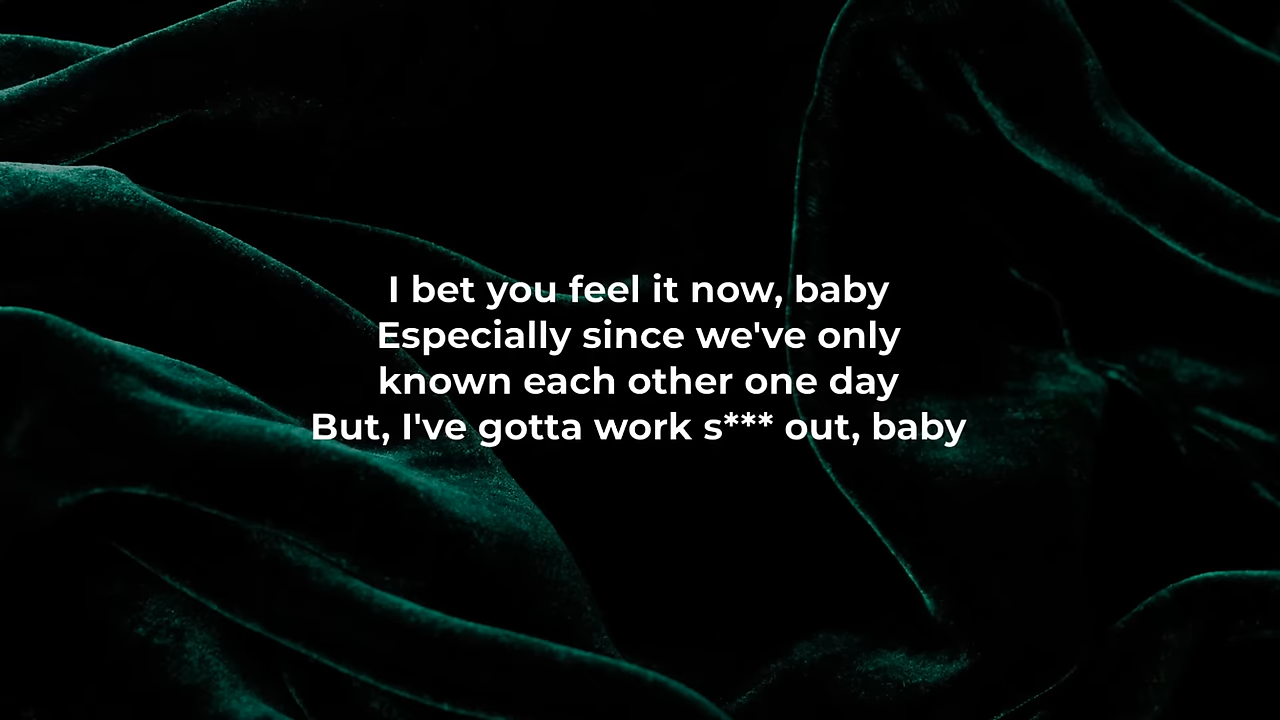 I bet you feel it now, baby
Especially since we've only
known each other one day
But, I've gotta work s*** out, baby